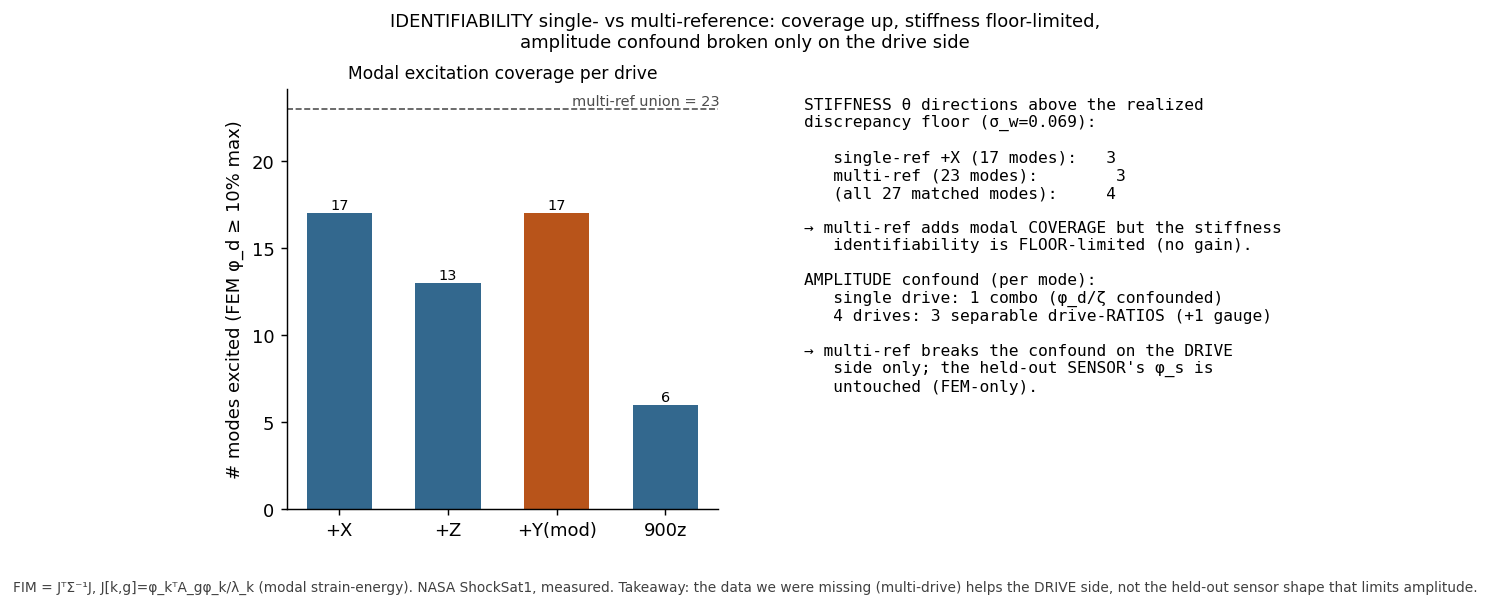 IDENTIFIABILITY single- vs multi-reference: coverage up, stiffness floor-limited,
amplitude confound broken only on the drive side
Modal excitation coverage per drive
multi-ref union = 23
# modes excited (FEM φ_d ≥ 10% max)
20
15
10
5
0
17
13
17
6
+X
+Z
+Y(mod)
900z
STIFFNESS θ directions above the realized
discrepancy floor (σ_w=0.069):
single-ref +X (17 modes): 3
multi-ref (23 modes): 3
(all 27 matched modes): 4
→ multi-ref adds modal COVERAGE but the stiffness
identifiability is FLOOR-limited (no gain).
AMPLITUDE confound (per mode):
single drive: 1 combo (φ_d/ζ confounded)
4 drives: 3 separable drive-RATIOS (+1 gauge)
→ multi-ref breaks the confound on the DRIVE
side only; the held-out SENSOR's φ_s is
untouched (FEM-only).
FIM = JᵀΣ⁻¹J, J[k,g]=φ_kᵀA_gφ_k/λ_k (modal strain-energy). NASA ShockSat1, measured. Takeaway: the data we were missing (multi-drive) helps the DRIVE side, not the held-out sensor shape that limits amplitude.